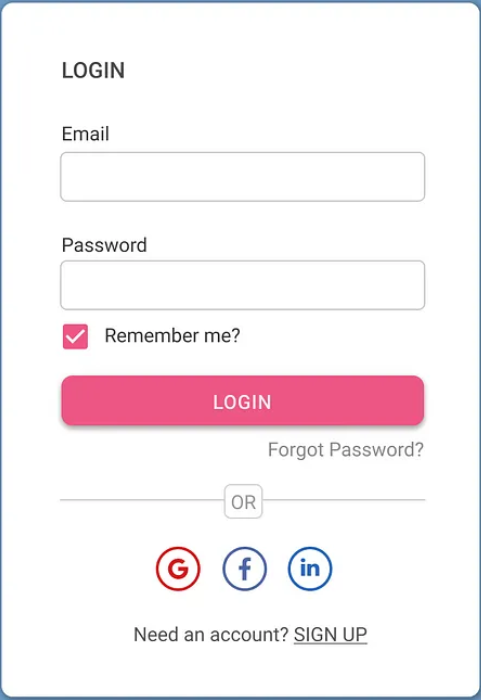 LOGIN
Email
Password
Remember me?
LOGIN
Forgot Password?
OR
G f in
Need an account? SIGN UP